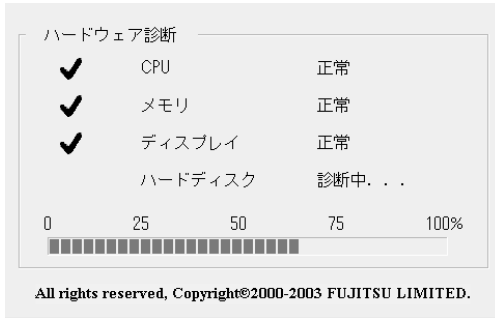 ハードウェア診断
CPU 正常
メモリ 正常
ディスプレイ 正常
ハードディスク 診断中...
0 25 50 75 100%
All rights reserved, Copyright©2000-2003 FUJITSU LIMITED.